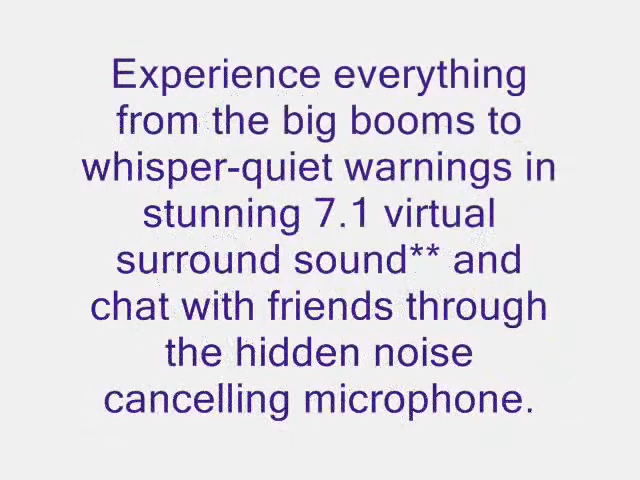 Experience everything
from the big booms to
whisper-quiet warnings in
stunning 7.1 virtual
surround sound** and
chat with friends through
the hidden noise
cancelling microphone.